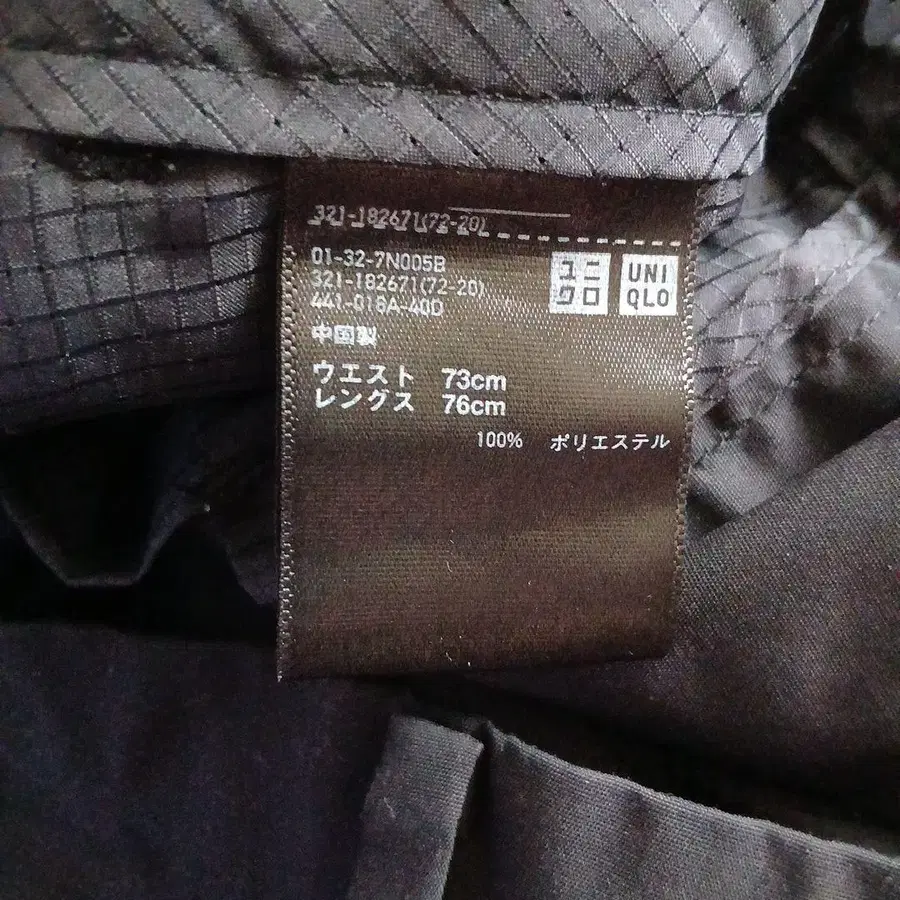 321-182671(72-20)
01-32-7N005B
321-182671(72-20)
441-018A-40D
ユニクロ
UNIQLO
中国製
ウエスト 73cm
レングス 76cm
100% ポリエステル